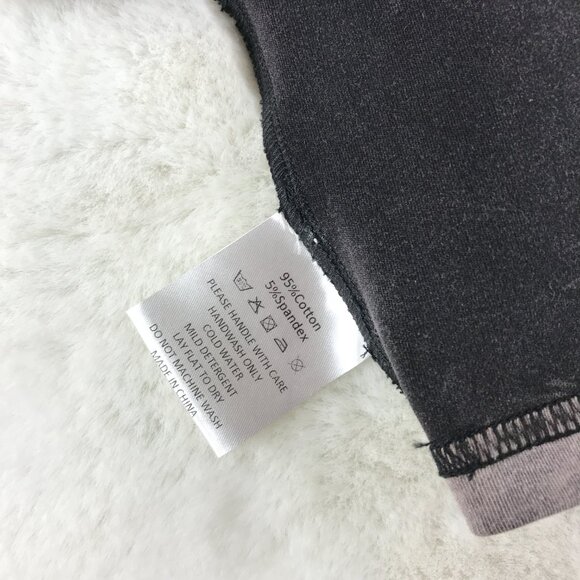 95%Cotton
5%Spandex
PLEASE HANDLE WITH CARE
HANDWASH ONLY
COLD WATER
MILD DETERGENT
LAY FLAT TO DRY
DO NOT MACHINE WASH
MADE IN CHINA